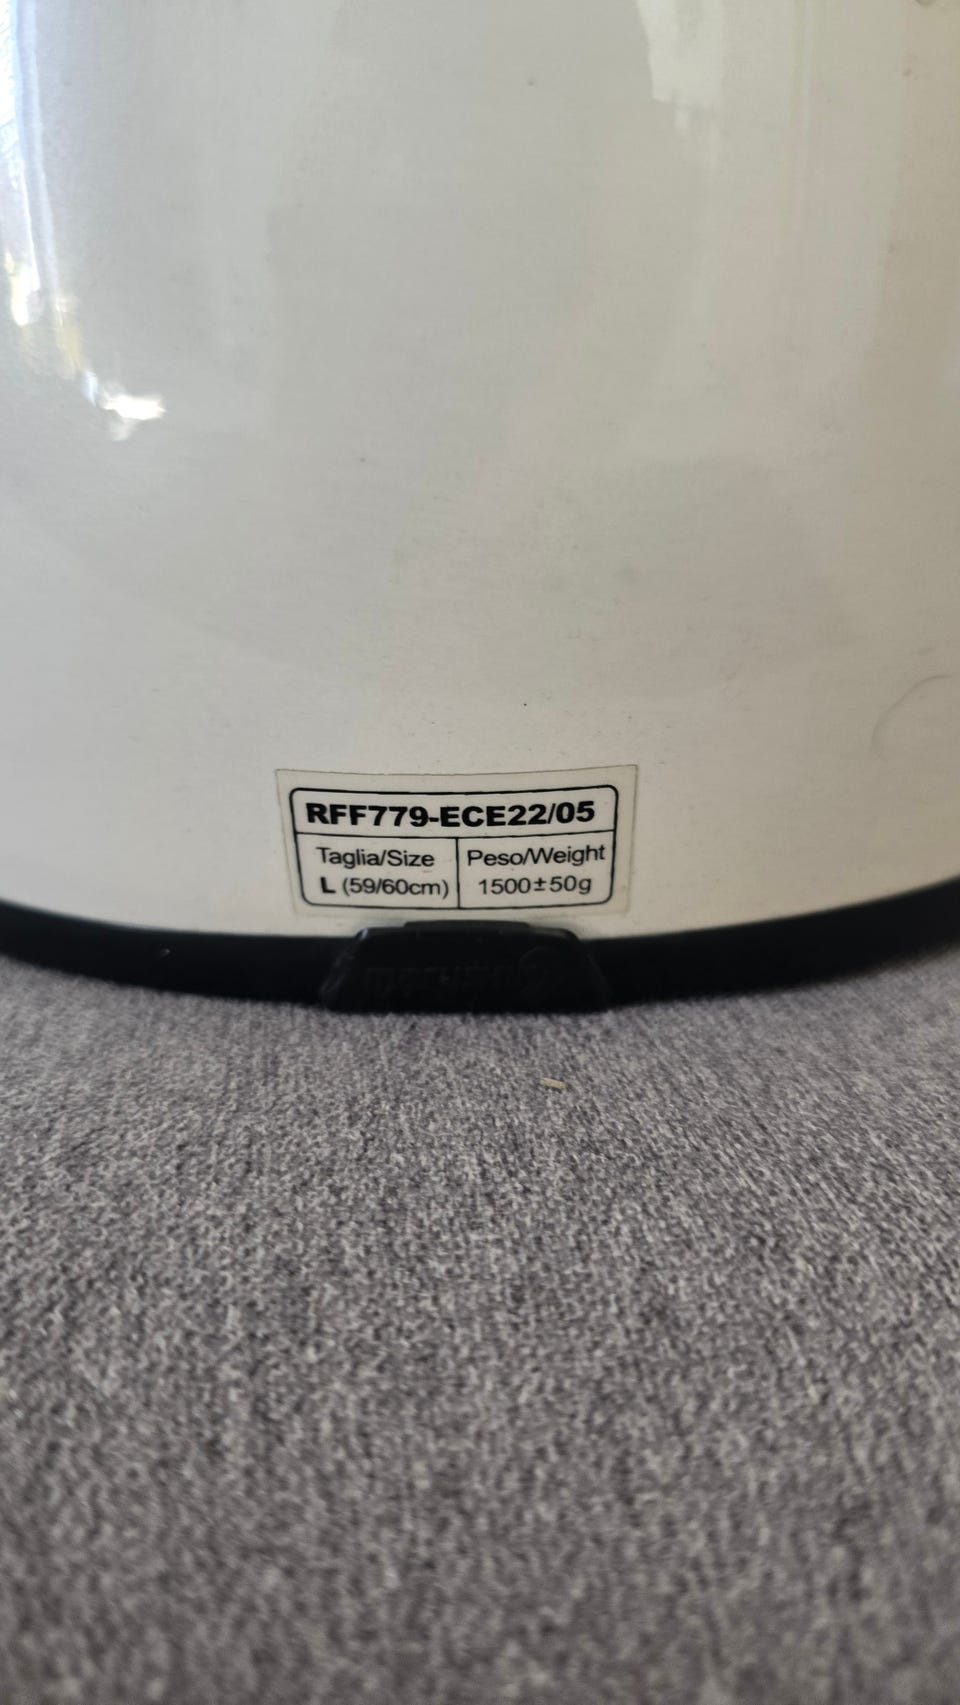 RFF779-ECE22/05
Taglia/Size Peso/Weight
L (59/60cm) 1500±50g